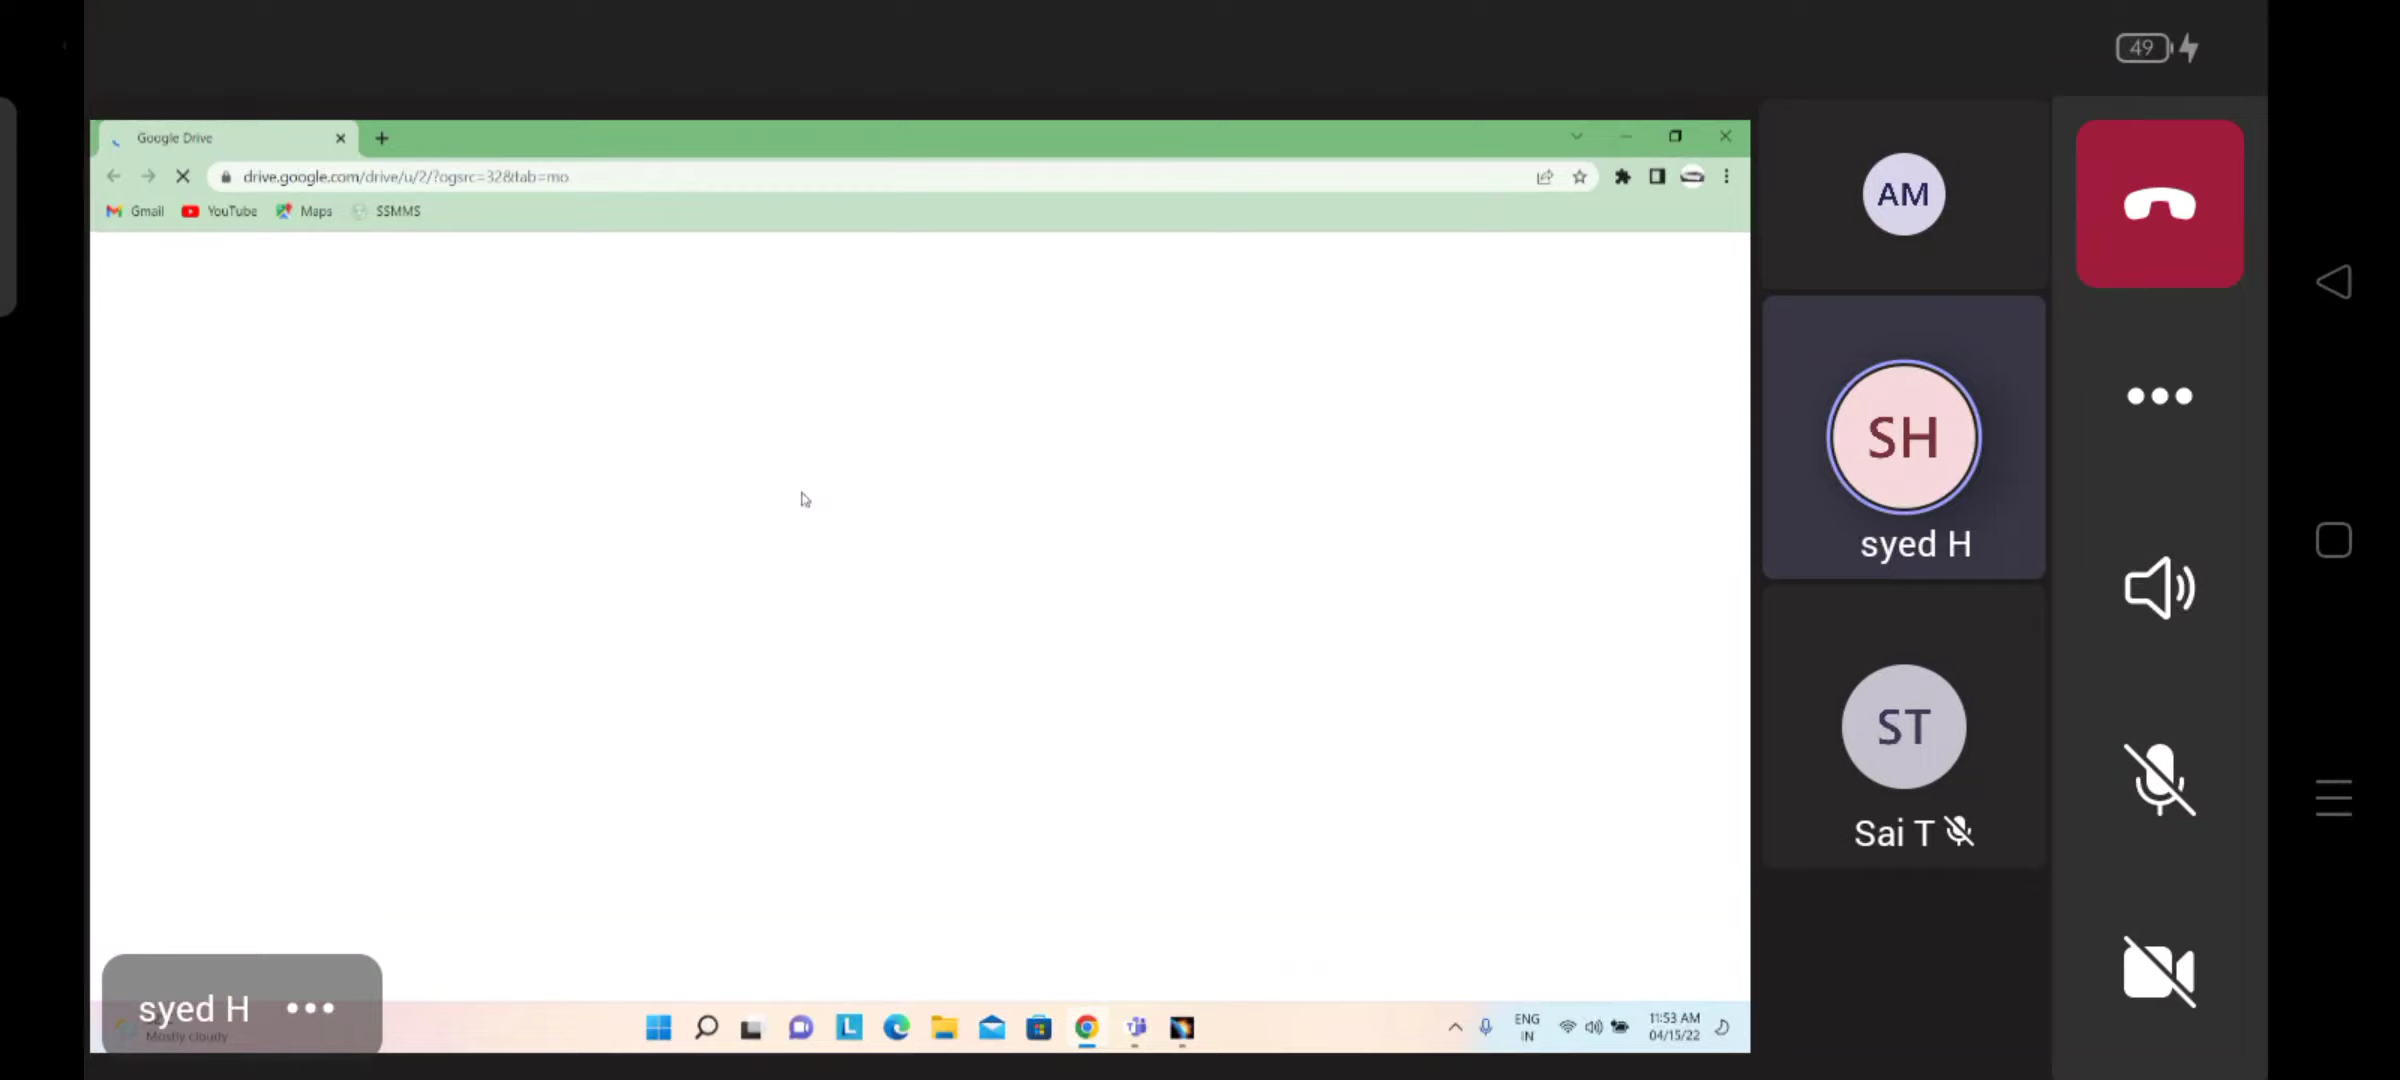 49
Google Drive
drive.google.com/drive/u/2/?ogsrc=32&tab=mo
Gmail YouTube Maps SSMMS
AM
SH
syed H
ST
Sai T
syed H
Mostly cloudy
L
ENG
IN
11:53 AM
04/15/22